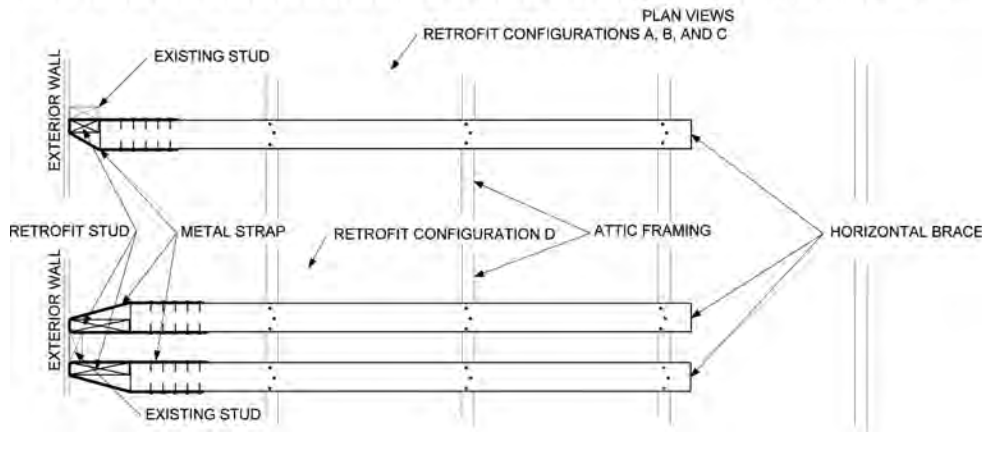 PLAN VIEWS
RETROFIT CONFIGURATIONS A, B, AND C
EXISTING STUD
EXTERIOR WALL
RETROFIT STUD
METAL STRAP
RETROFIT CONFIGURATION D
ATTIC FRAMING
HORIZONTAL BRACE
EXTERIOR WALL
EXISTING STUD